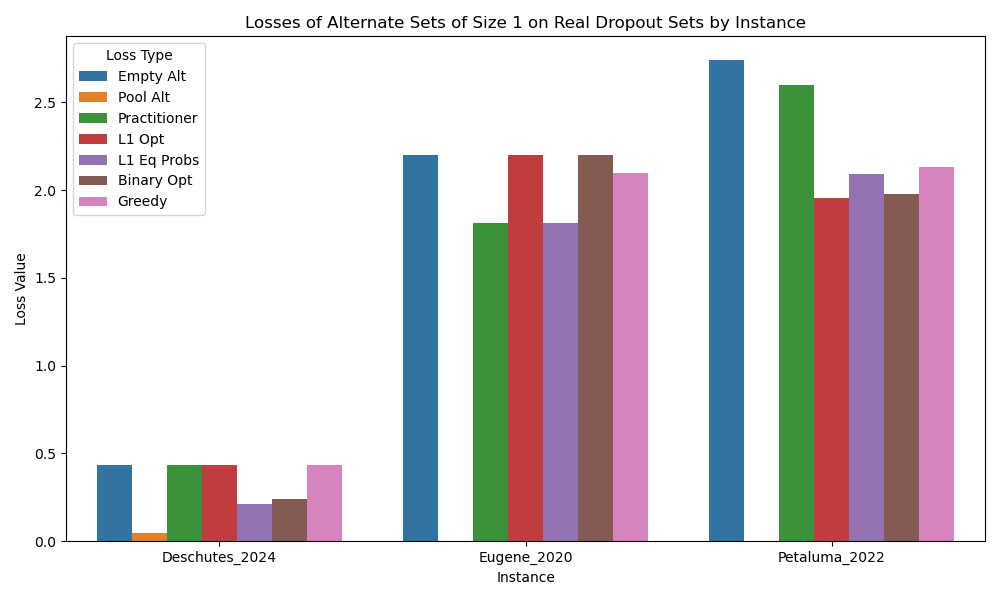 Losses of Alternate Sets of Size 1 on Real Dropout Sets by Instance
Loss Type
Empty Alt
Pool Alt
Practitioner
L1 Opt
L1 Eq Probs
Binary Opt
Greedy
Loss Value
2.5
2.0
1.5
1.0
0.5
0.0
Deschutes_2024
Eugene_2020
Petaluma_2022
Instance